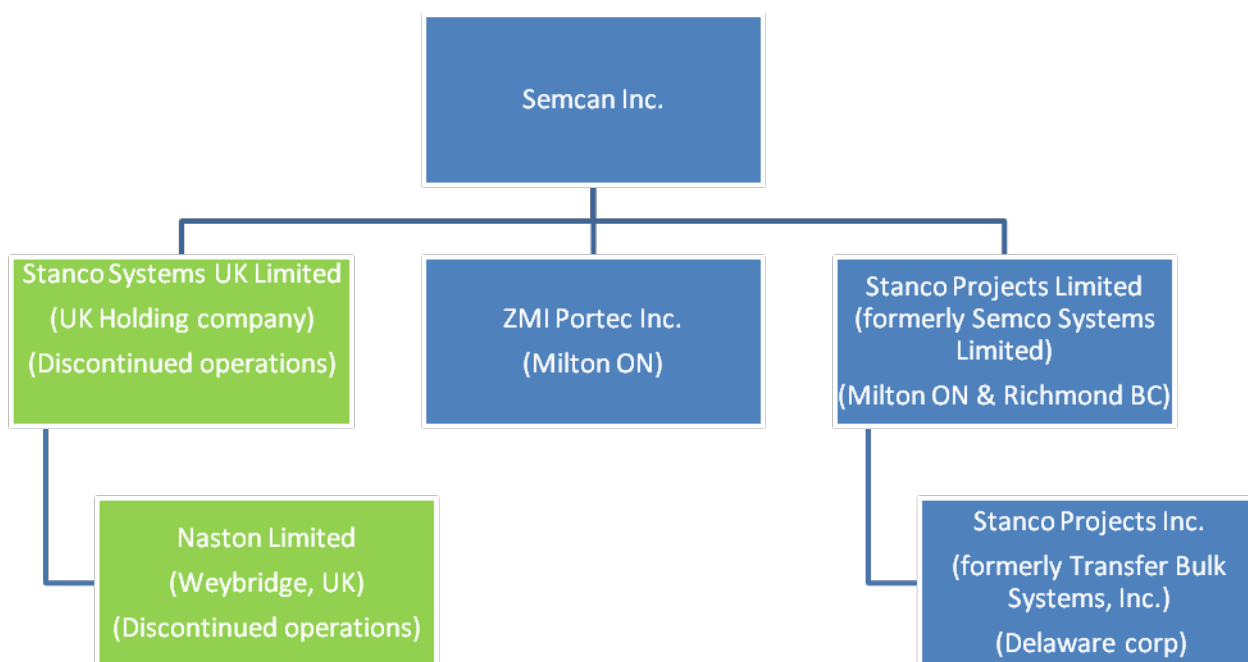 Semcan Inc.
Stanco Systems UK Limited
(UK Holding company)
(Discontinued operations)
ZMI Portec Inc.
(Milton ON)
Stanco Projects Limited
(formerly Semco Systems
Limited)
(Milton ON & Richmond BC)
Naston Limited
(Weybridge, UK)
(Discontinued operations)
Stanco Projects Inc.
(formerly Transfer Bulk
Systems, Inc.)
(Delaware corp)